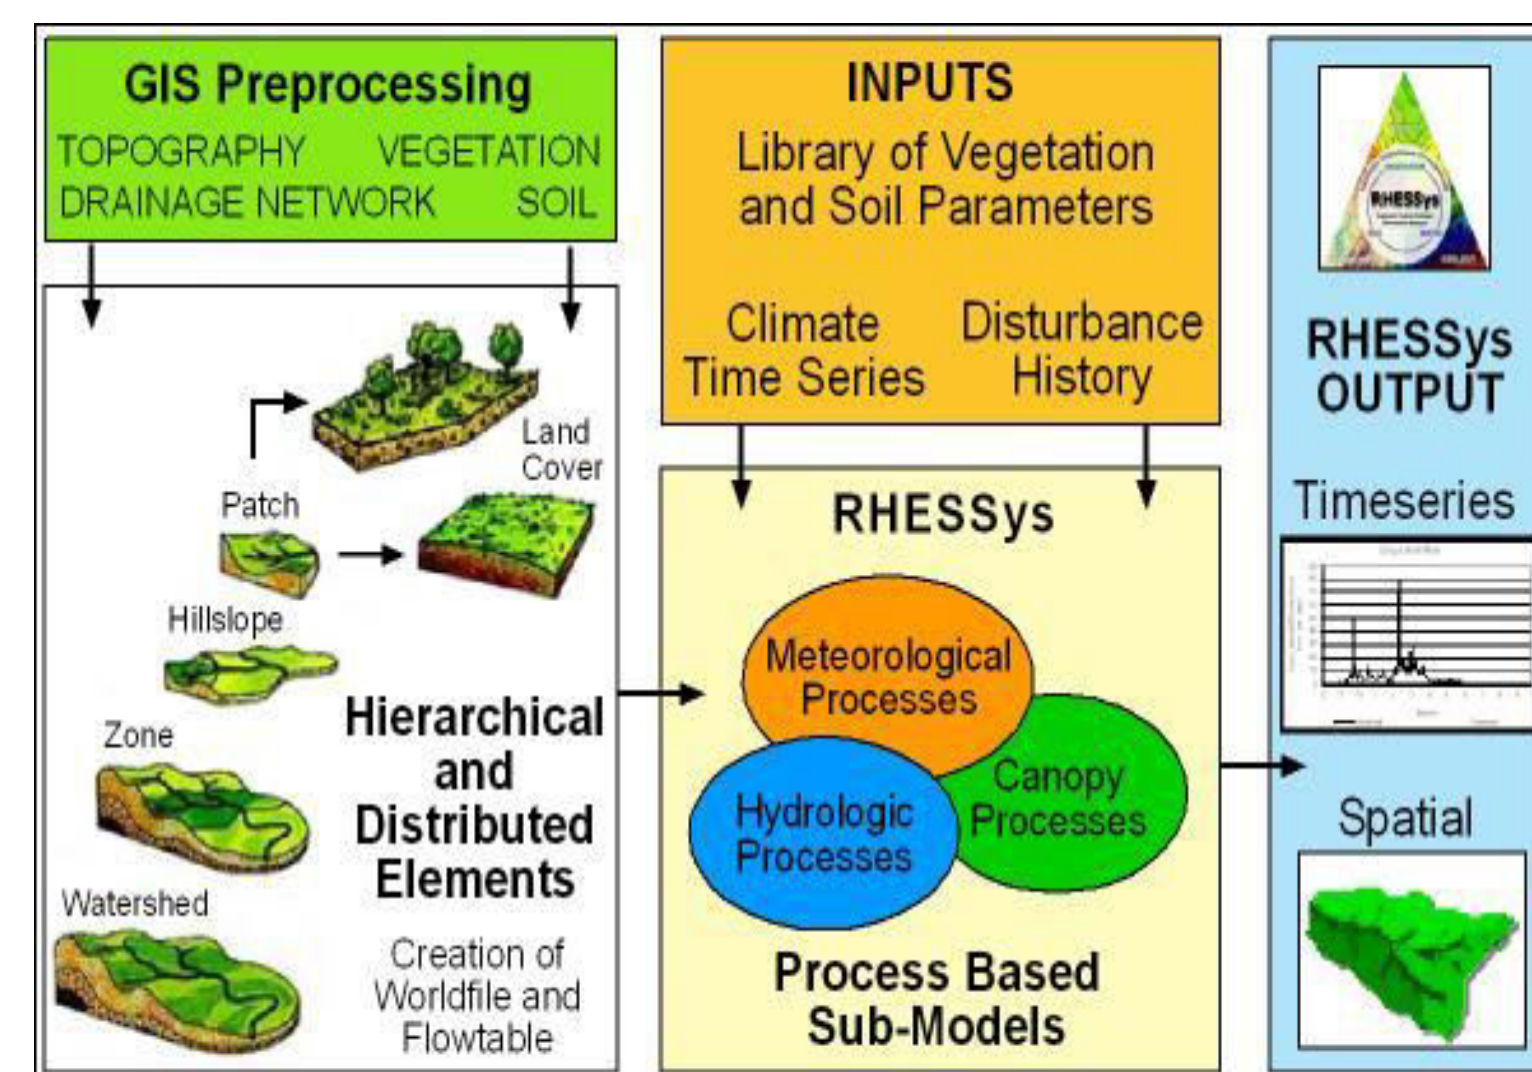 GIS Preprocessing
TOPOGRAPHY VEGETATION
DRAINAGE NETWORK SOIL
Land
Cover
Patch
Hillslope
Zone
Watershed
Hierarchical
and
Distributed
Elements
Creation of
Worldfile and
Flowtable
INPUTS
Library of Vegetation
and Soil Parameters
Climate
Time Series
Disturbance
History
RHESSys
Meteorological
Processes
Hydrologic
Processes
Canopy
Processes
Process Based
Sub-Models
RHESSys
RHESSys
OUTPUT
Timeseries
Spatial